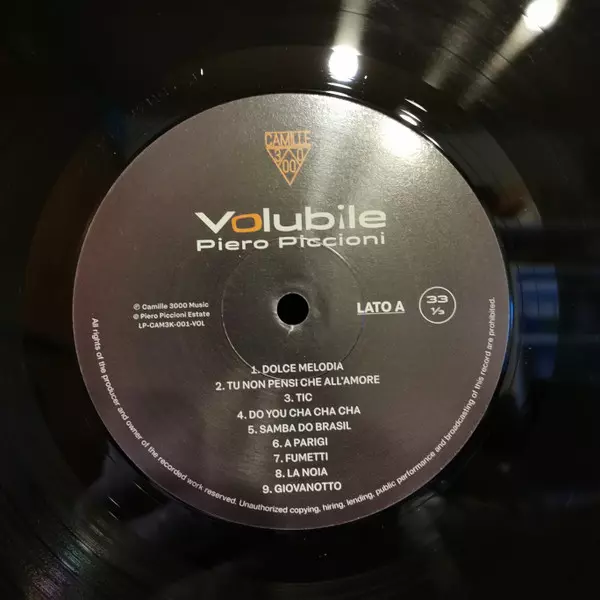 CAMILLE
3000
Volubile
Piero Piccioni
℗ Camille 3000 Music
© Piero Piccioni Estate
LP-CAM3K-001-VOL
LATO A
33
⅓
1. DOLCE MELODIA
2. TU NON PENSI CHE ALL'AMORE
3. TIC
4. DO YOU CHA CHA CHA
5. SAMBA DO BRASIL
6. A PARIGI
7. FUMETTI
8. LA NOIA
9. GIOVANOTTO
All rights of the producer and owner of the recorded work reserved. Unauthorized copying, hiring, lending, public performance and broadcasting of this record are prohibited.